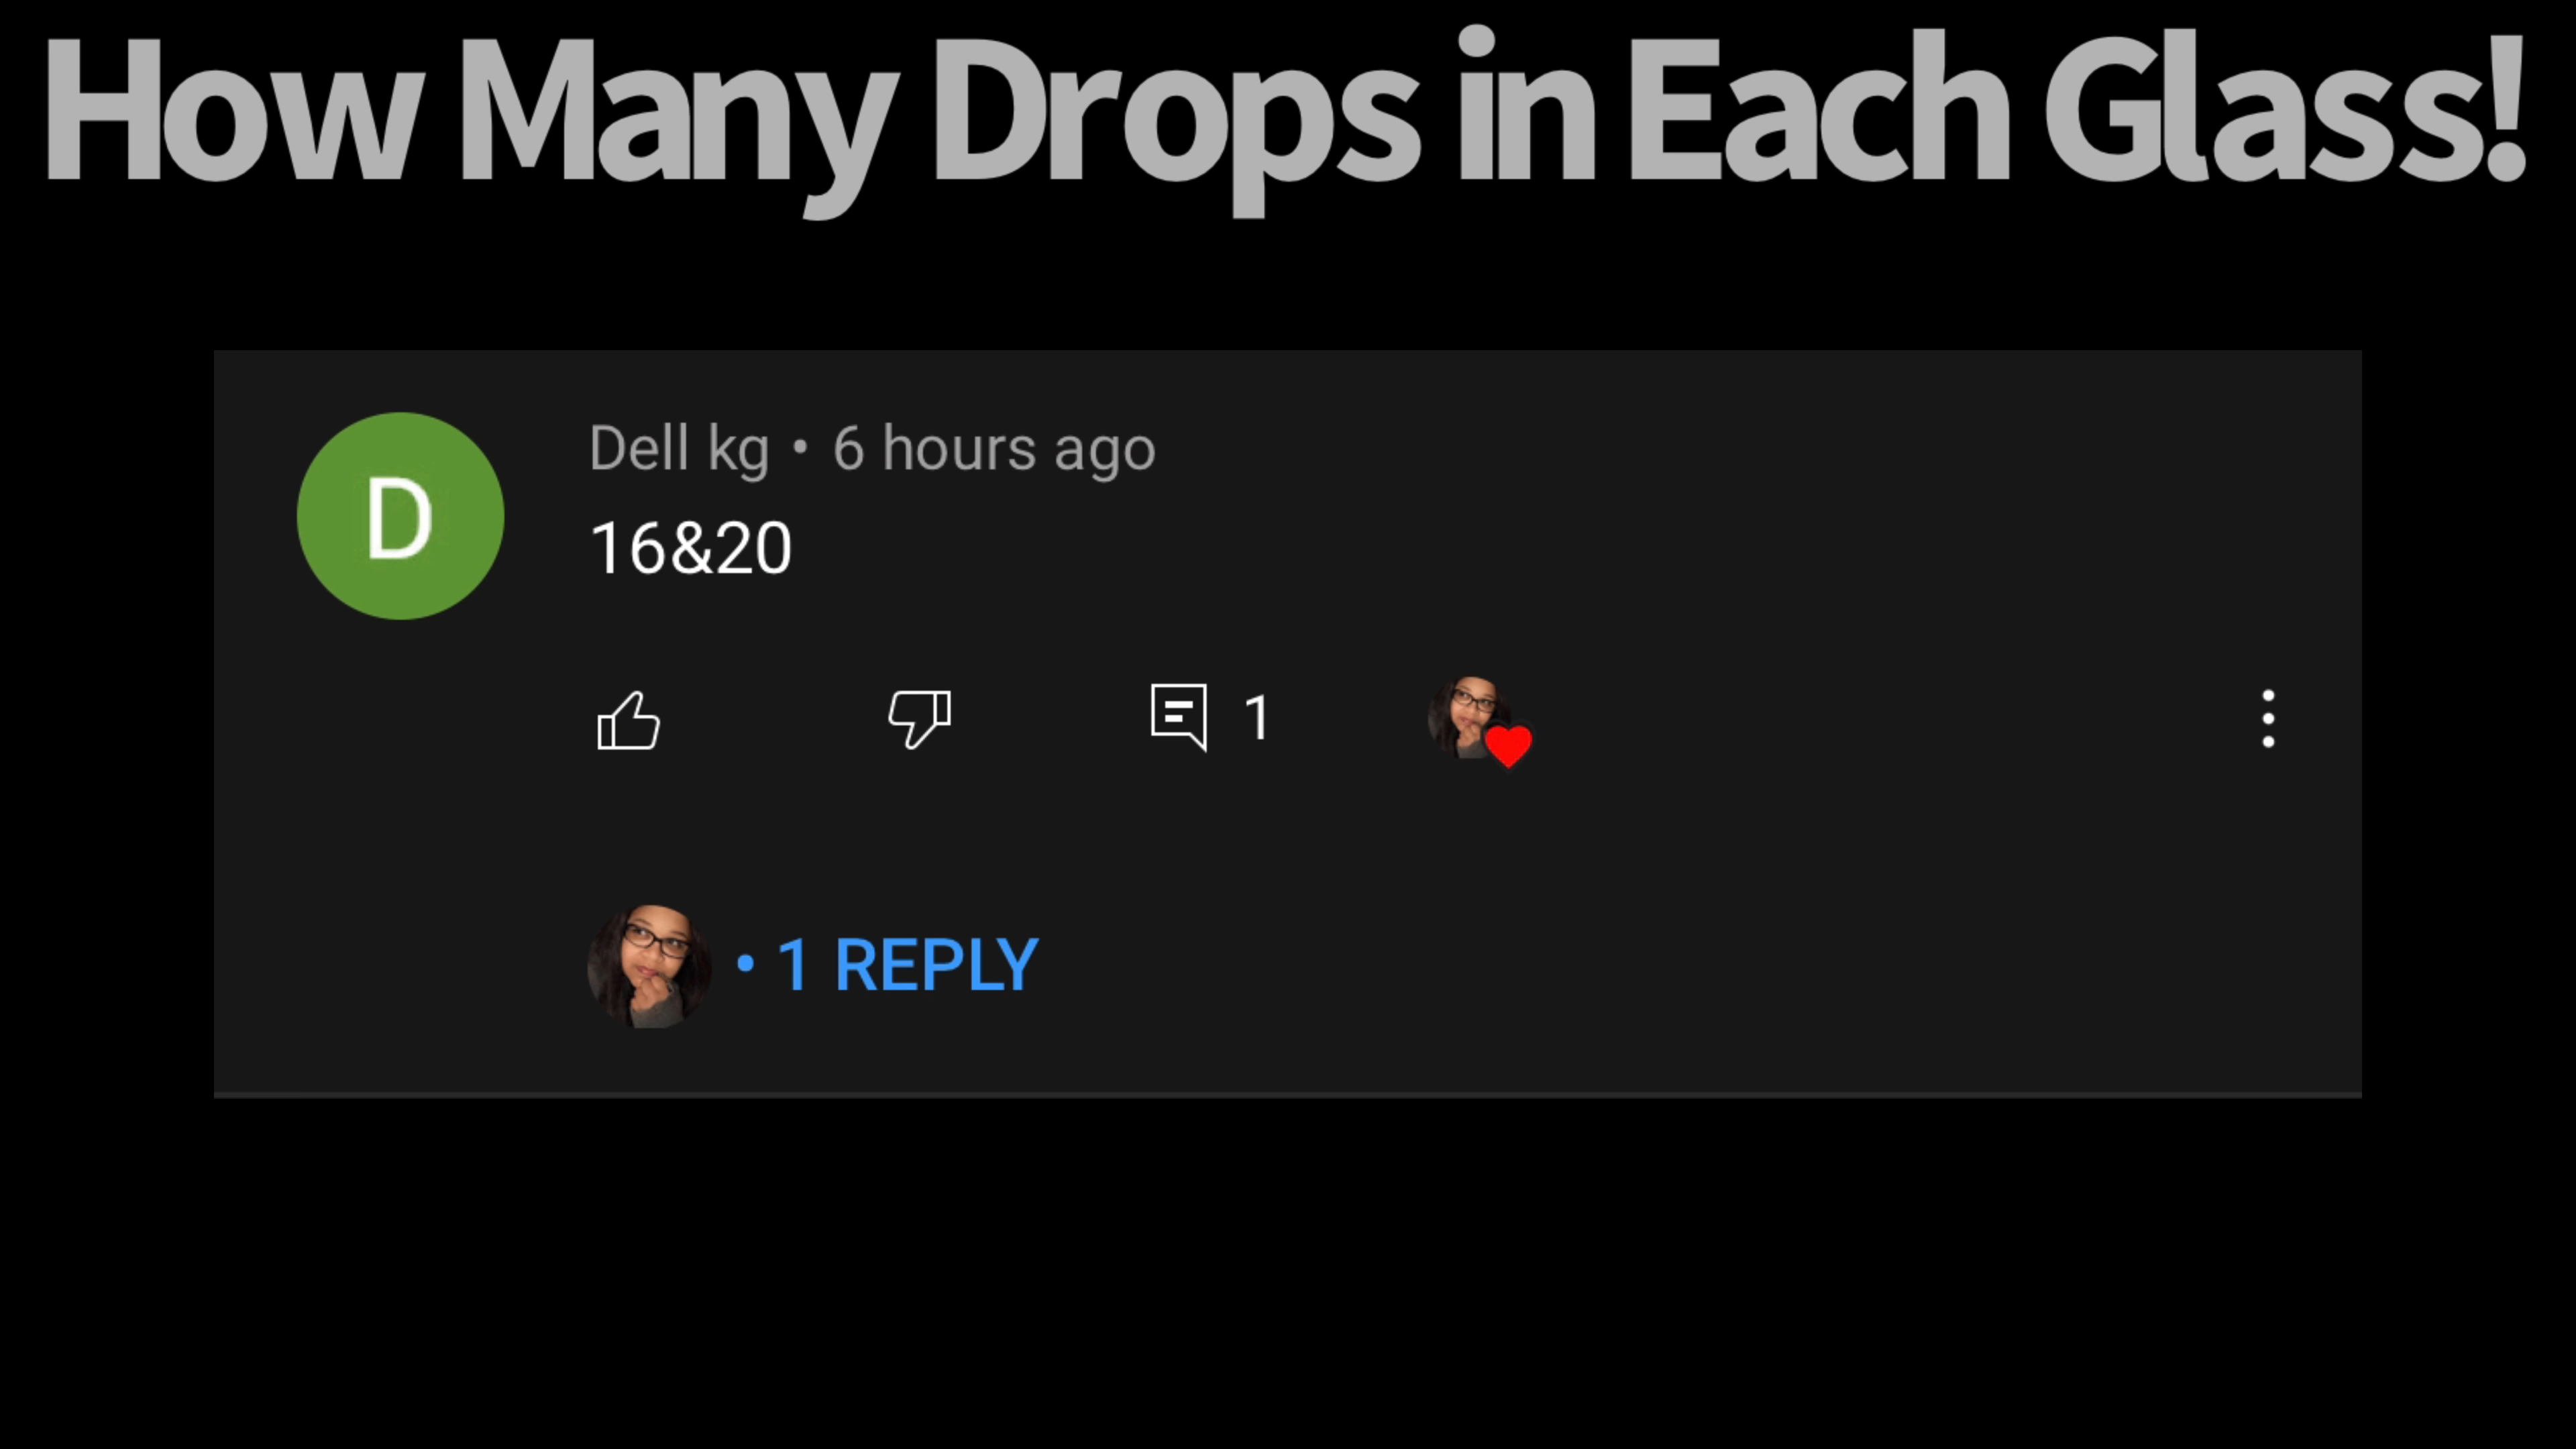 How Many Drops in Each Glass!
D
Dell kg • 6 hours ago
16&20
1
• 1 REPLY